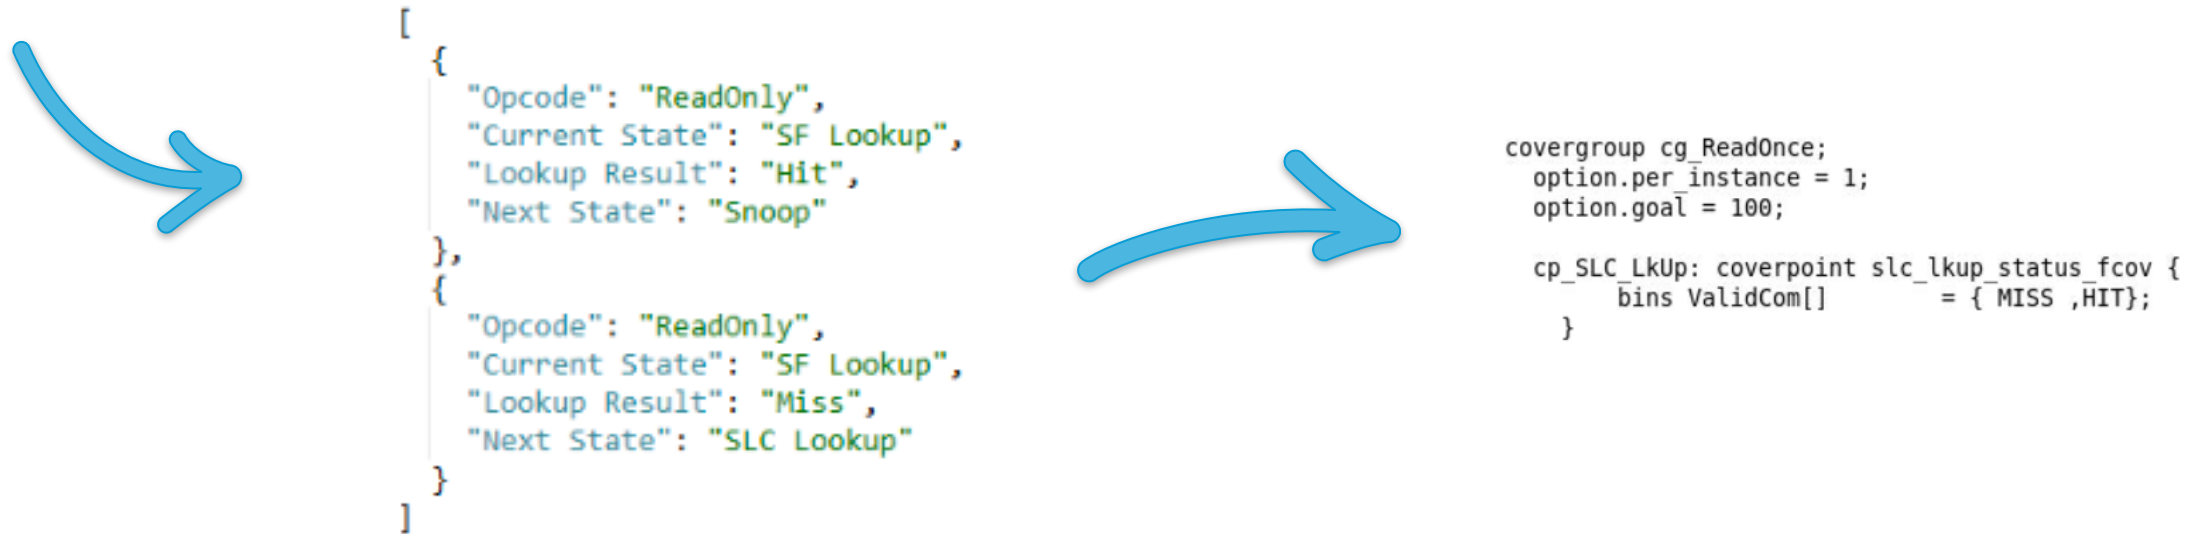 [
  {
    "Opcode": "ReadOnly",
    "Current State": "SF Lookup",
    "Lookup Result": "Hit",
    "Next State": "Snoop"
  },
  {
    "Opcode": "ReadOnly",
    "Current State": "SF Lookup",
    "Lookup Result": "Miss",
    "Next State": "SLC Lookup"
  }
]
covergroup cg_ReadOnce;
  option.per_instance = 1;
  option.goal = 100;
  cp_SLC_LkUp: coverpoint slc_lkup_status_fcov {
        bins ValidCom[]        = { MISS ,HIT};
    }